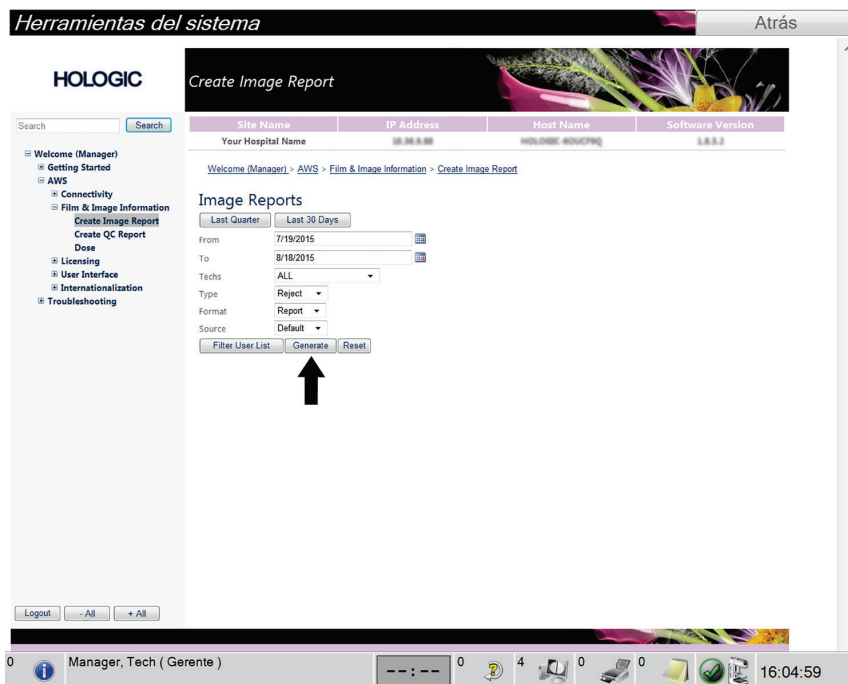 Herramientas del sistema
Atrás
HOLOGIC
Create Image Report
Search Search
Site Name IP Address Host Name Software Version
Your Hospital Name 1.8.3.2
Welcome (Manager)
Getting Started
AWS
Connectivity
Film & Image Information
Create Image Report
Create QC Report
Dose
Licensing
User Interface
Internationalization
Troubleshooting
Welcome (Manager) > AWS > Film & Image Information > Create Image Report
Image Reports
Last Quarter Last 30 Days
From 7/19/2015
To 8/18/2015
Techs ALL
Type Reject
Format Report
Source Default
Filter User List Generate Reset
Logout - All + All
0 Manager, Tech ( Gerente ) --:-- 0 4 0 0 16:04:59